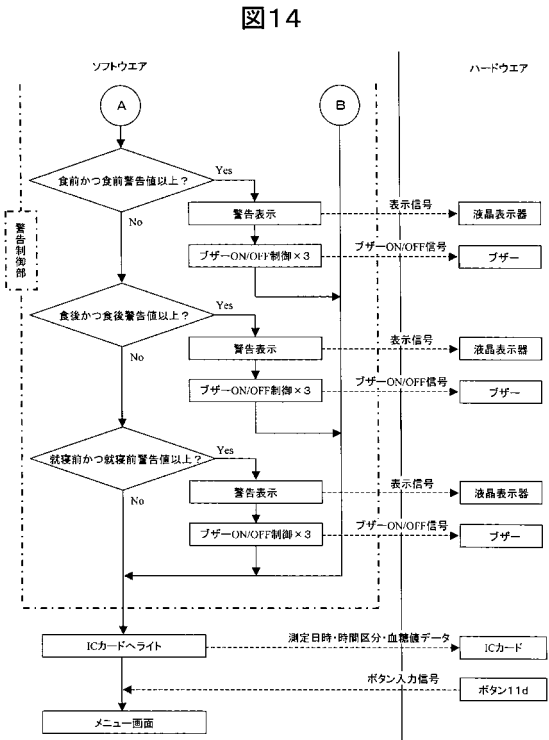 図14
ソフトウエア
ハードウエア
A
B
食前かつ食前警告値以上？
Yes
No
警告表示
表示信号
液晶表示器
警告制御部
ブザーON/OFF制御×3
ブザーON/OFF信号
ブザー
食後かつ食後警告値以上？
Yes
No
警告表示
表示信号
液晶表示器
ブザーON/OFF制御×3
ブザーON/OFF信号
ブザー
就寝前かつ就寝前警告値以上？
Yes
No
警告表示
表示信号
液晶表示器
ブザーON/OFF制御×3
ブザーON/OFF信号
ブザー
ICカードへライト
測定日時・時間区分・血糖値データ
ICカード
ボタン入力信号
ボタン11d
メニュー画面